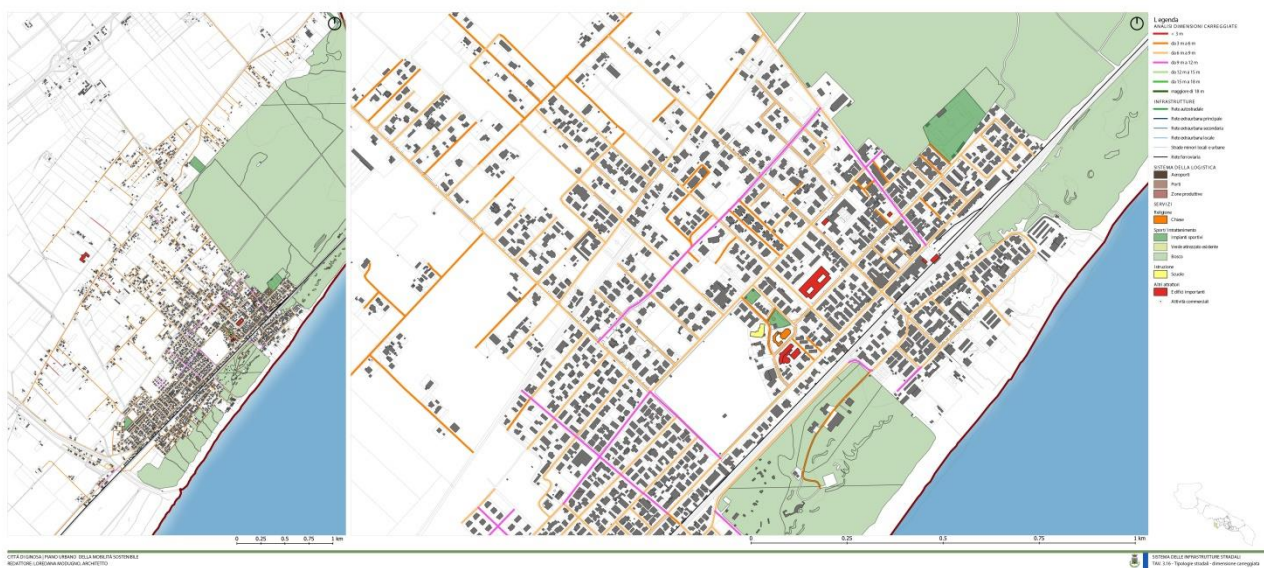 Legenda
ANALISI DIMENSIONI CARREGGIATE
< 3 m
da 3 m a 6 m
da 6 m a 9 m
da 9 m a 12 m
da 12 m a 15 m
da 15 m a 18 m
maggiore di 18 m
INFRASTRUTTURE
Rete autostradale
Rete extraurbana principale
Rete extraurbana secondaria
Rete extraurbana locale
Strade minori locali o urbane
Rete ferroviaria
SISTEMA DELLA LOGISTICA
Aeroporti
Porti
Zone produttive
SERVIZI
Religione
Chiese
Sport/Intrattenimento
Impianti sportivi
Verde attrezzato esistente
Bosco
Istruzione
Scuole
Altri attrattori
Edifici importanti
Attività commerciali
0 0.25 0.5 0.75 1 km
0 0.25 0.5 0.75 1 km
CITTÀ DI GINOSA | PIANO URBANO DELLA MOBILITÀ SOSTENIBILE
REDATTORE: LOREDANA MODUGNO, ARCHITETTO
SISTEMA DELLE INFRASTRUTTURE STRADALI
TAV. 3.16 - Tipologie stradali - dimensione carreggiata